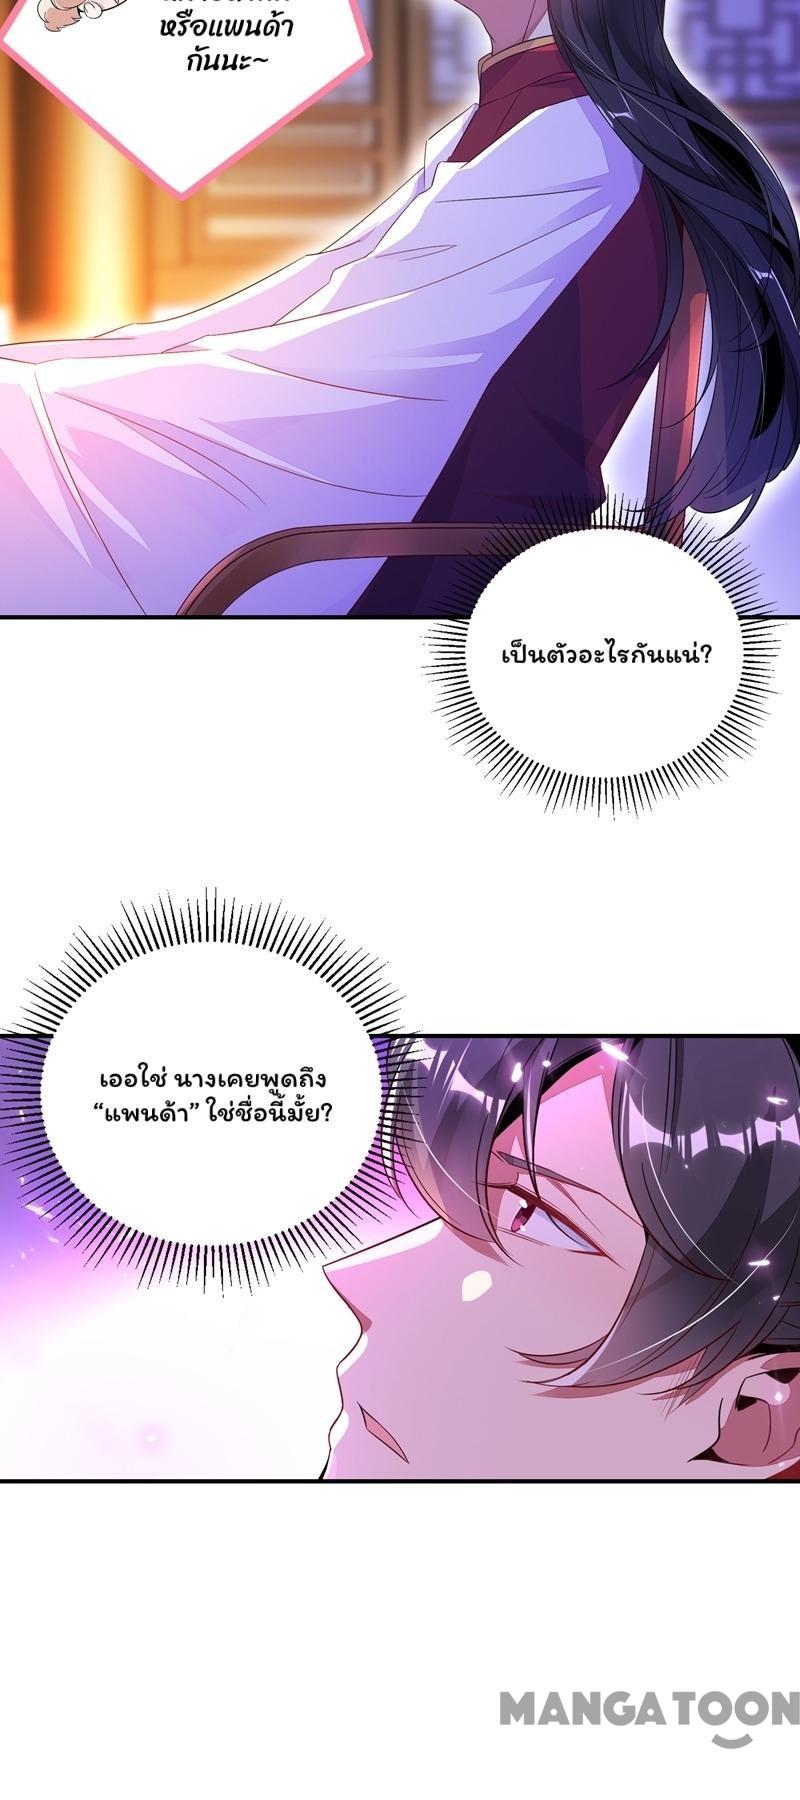 หรือแพนด้า
กันนะ~
เป็นตัวอะไรกันแน่?
เออใช่ นางเคยพูดถึง
“แพนด้า” ใช่ชื่อนี้มั้ย?
MANGATOON